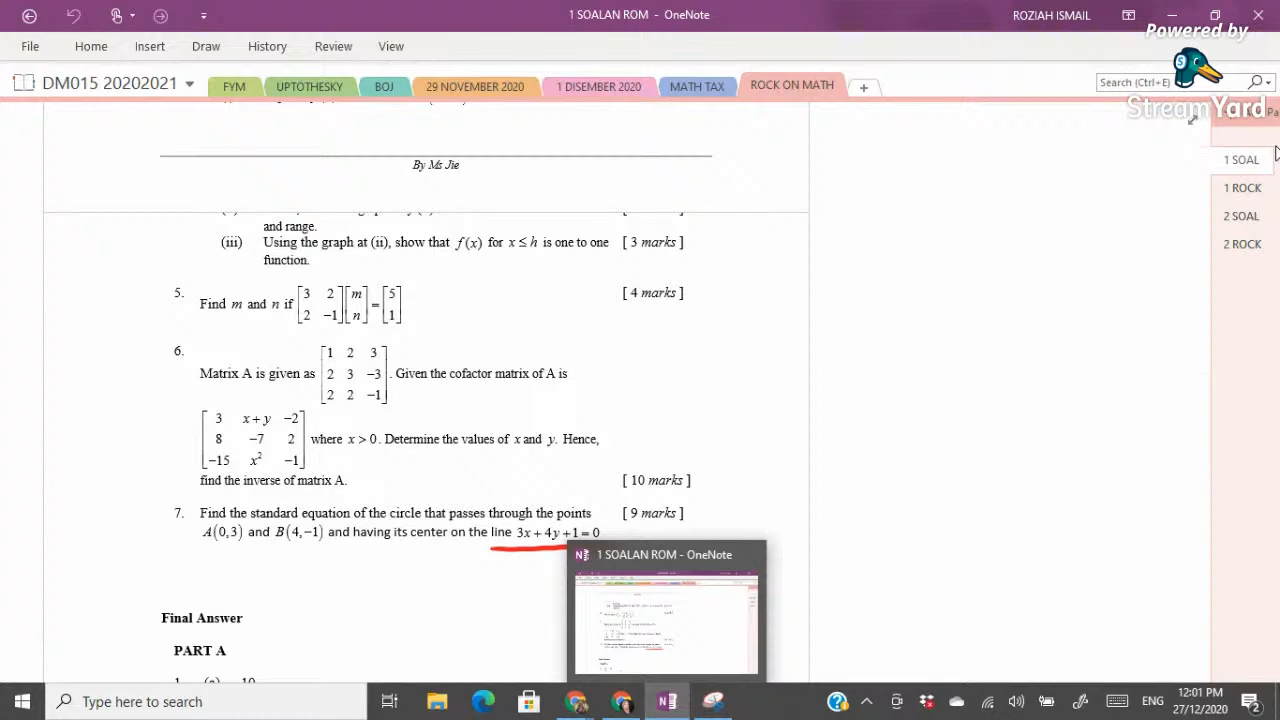 1 SOALAN ROM - OneNote
ROZIAH ISMAIL
Powered by
StreamYard
File Home Insert Draw History Review View
DM015 20202021
FYM UPTOTHESKY BOJ 29 NOVEMBER 2020 1 DISEMBER 2020 MATH TAX ROCK ON MATH
Search (Ctrl+E)
1 SOAL
1 ROCK
2 SOAL
2 ROCK
By Ms Jie
and range.
(iii) Using the graph at (ii), show that f(x) for x ≤ h is one to one [ 3 marks ]
function.
5. Find m and n if [3 2; 2 −1][m; n] = [5; 1] [ 4 marks ]
6.
Matrix A is given as [1 2 3; 2 3 −3; 2 2 −1]. Given the cofactor matrix of A is
[3 x+y −2; 8 −7 2; −15 x² −1] where x > 0. Determine the values of x and y. Hence,
find the inverse of matrix A. [ 10 marks ]
7. Find the standard equation of the circle that passes through the points [ 9 marks ]
A(0,3) and B(4,−1) and having its center on the line 3x + 4y + 1 = 0
1 SOALAN ROM - OneNote
Final Answer
PART A
Type here to search
ENG
12:01 PM
27/12/2020
2